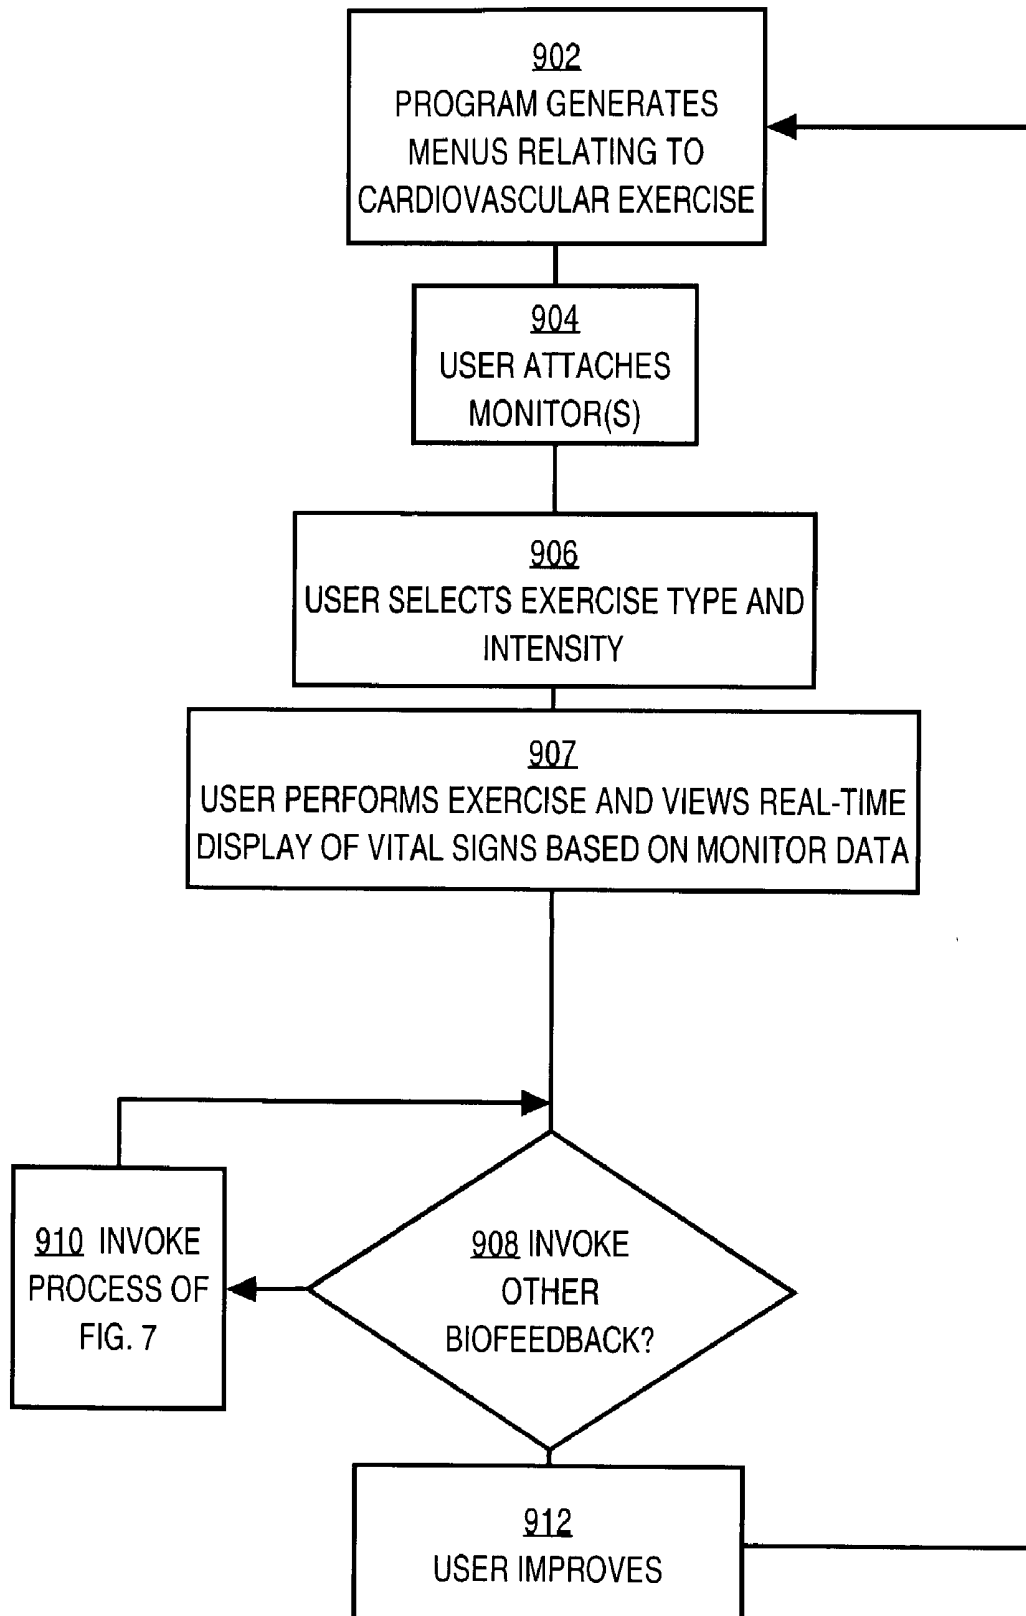 902
PROGRAM GENERATES
MENUS RELATING TO
CARDIOVASCULAR EXERCISE
904
USER ATTACHES
MONITOR(S)
906
USER SELECTS EXERCISE TYPE AND
INTENSITY
907
USER PERFORMS EXERCISE AND VIEWS REAL-TIME
DISPLAY OF VITAL SIGNS BASED ON MONITOR DATA
908 INVOKE
OTHER
BIOFEEDBACK?
910 INVOKE
PROCESS OF
FIG. 7
912
USER IMPROVES